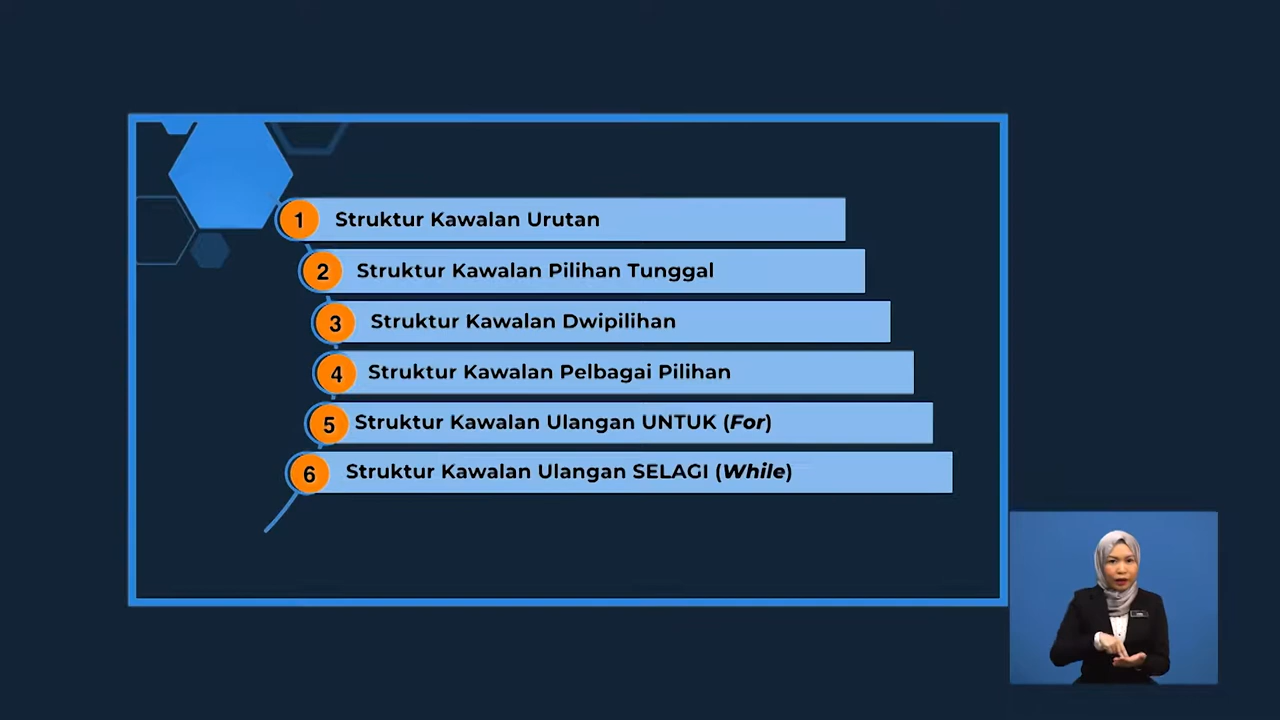 1 Struktur Kawalan Urutan
2 Struktur Kawalan Pilihan Tunggal
3 Struktur Kawalan Dwipilihan
4 Struktur Kawalan Pelbagai Pilihan
5 Struktur Kawalan Ulangan UNTUK (For)
6 Struktur Kawalan Ulangan SELAGI (While)